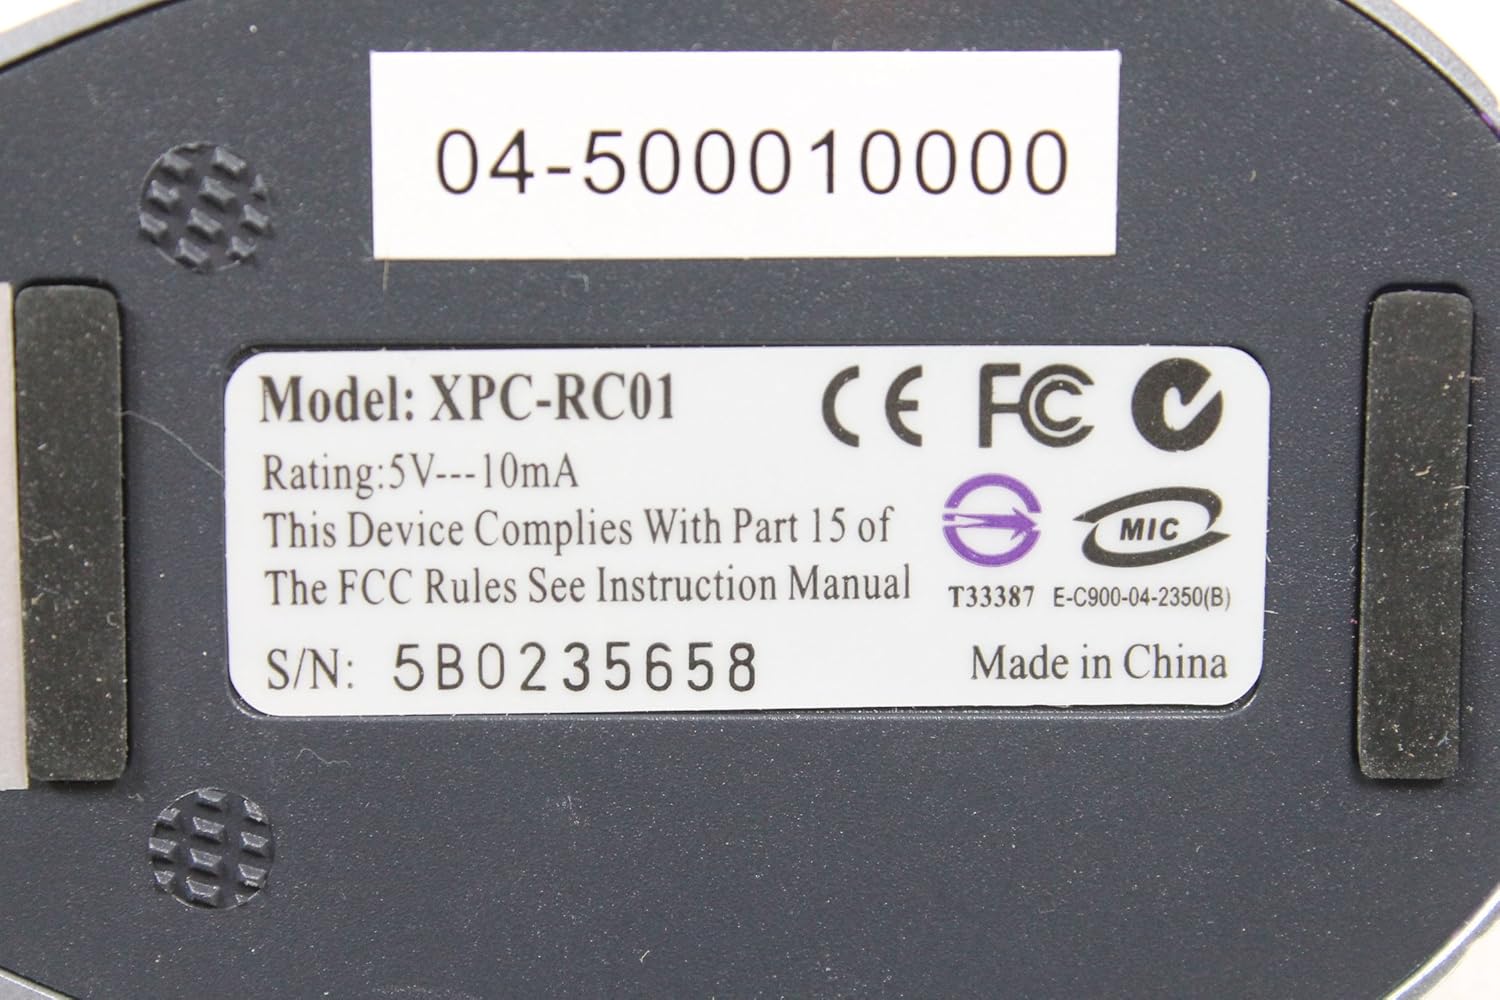 04-500010000
Model: XPC-RC01
CE FC
Rating:5V---10mA
This Device Complies With Part 15 of
The FCC Rules See Instruction Manual
MIC
T33387 E-C900-04-2350(B)
S/N: 5B0235658
Made in China